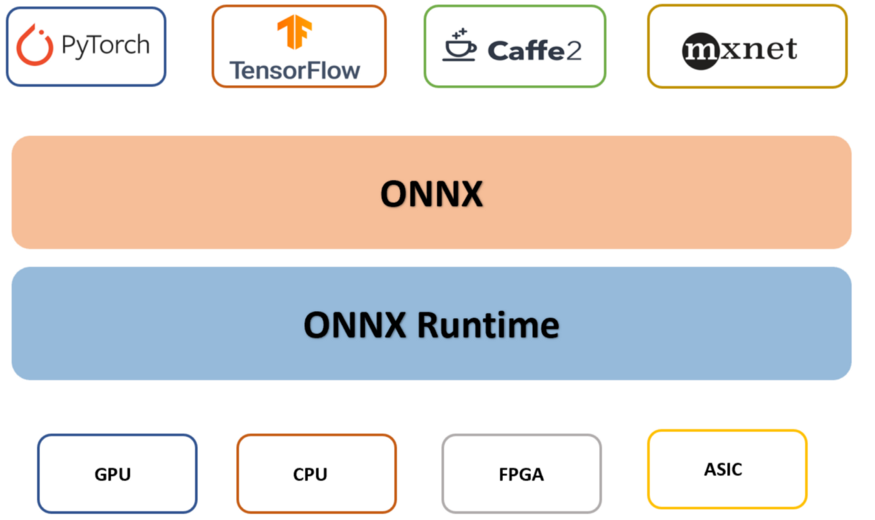 PyTorch
TensorFlow
Caffe2
mxnet
ONNX
ONNX Runtime
GPU
CPU
FPGA
ASIC